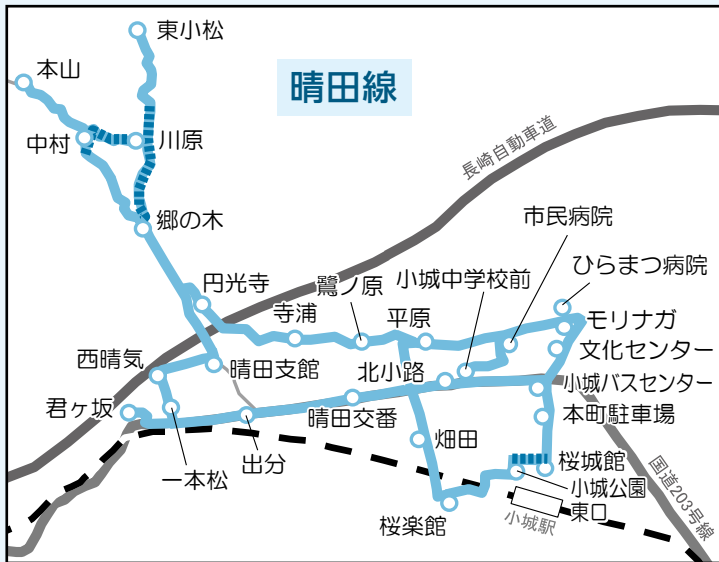 東小松
本山
晴田線
中村
川原
長崎自動車道
郷の木
市民病院
円光寺
鷺ノ原
小城中学校前
ひらまつ病院
寺浦
平原
モリナガ
西晴気
晴田支館
北小路
文化センター
小城バスセンター
君ヶ坂
晴田交番
本町駐車場
一本松
出分
畑田
桜城館
国道203号線
小城公園
東口
桜楽館
小城駅